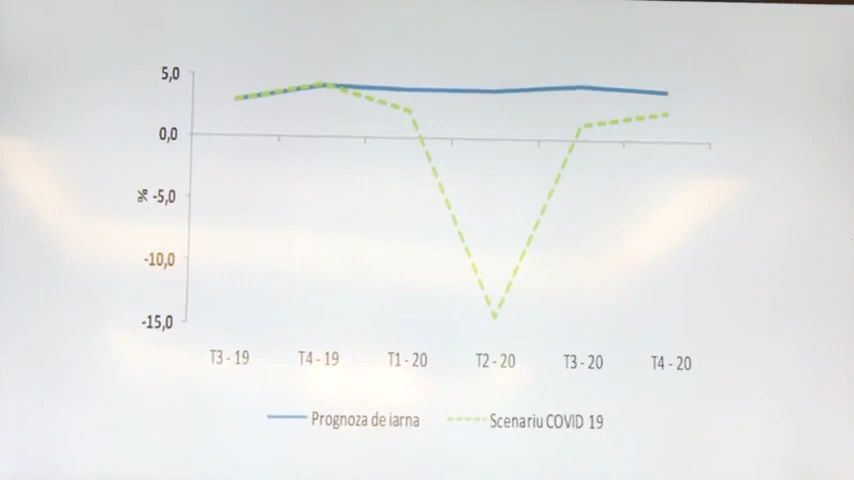 5,0
0,0
% -5,0
-10,0
-15,0
T3 - 19 T4 - 19 T1 - 20 T2 - 20 T3 - 20 T4 - 20
Prognoza de iarna Scenariu COVID 19